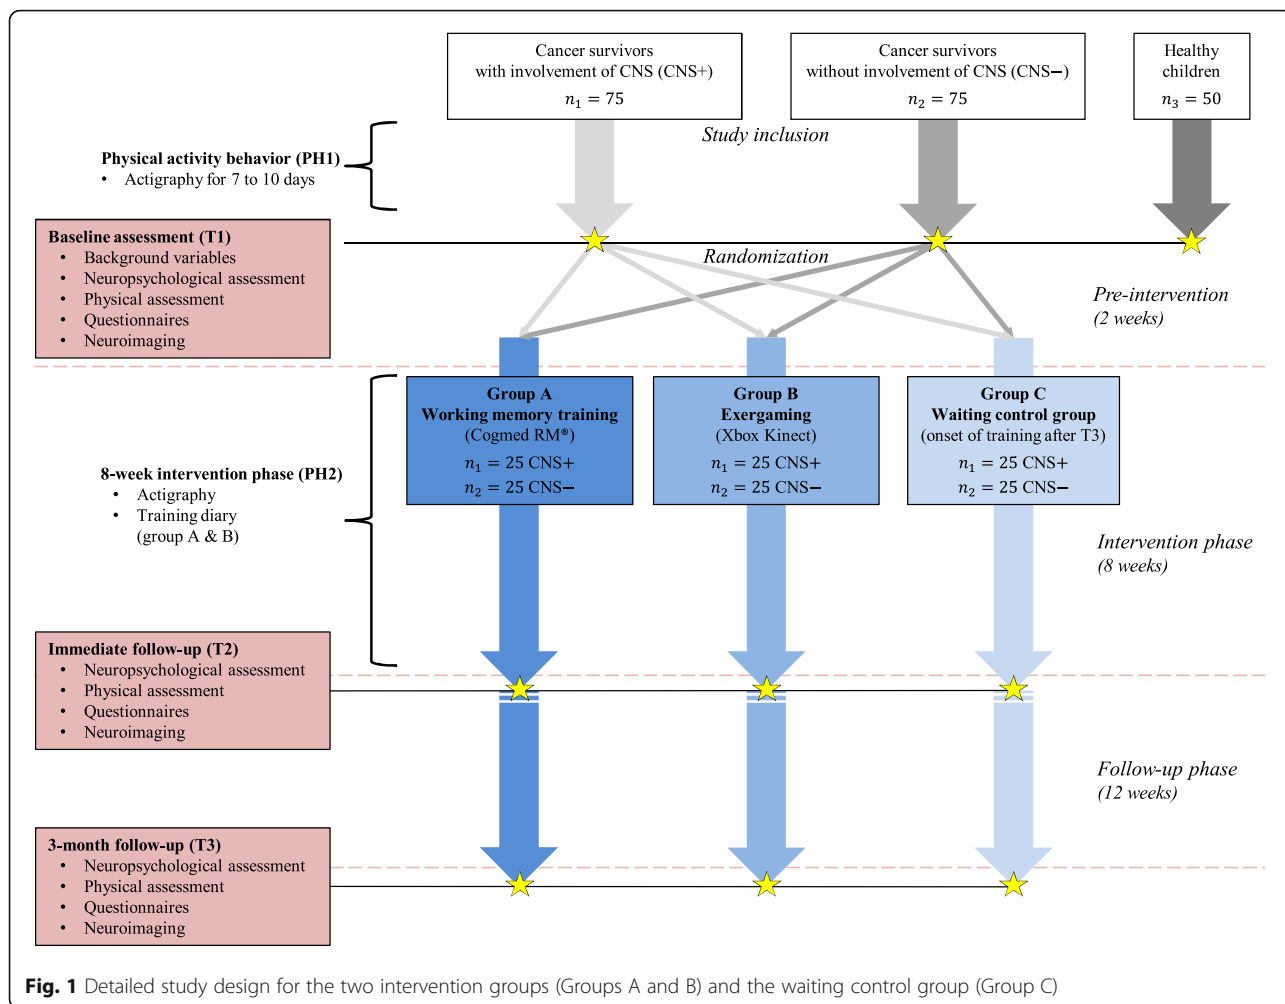 Cancer survivors
with involvement of CNS (CNS+)
n₁ = 75
Cancer survivors
without involvement of CNS (CNS−)
n₂ = 75
Healthy
children
n₃ = 50
Study inclusion
Physical activity behavior (PH1)
• Actigraphy for 7 to 10 days
Baseline assessment (T1)
• Background variables
• Neuropsychological assessment
• Physical assessment
• Questionnaires
• Neuroimaging
Randomization
Pre-intervention
(2 weeks)
Group A
Working memory training
(Cogmed RM®)
n₁ = 25 CNS+
n₂ = 25 CNS−
Group B
Exergaming
(Xbox Kinect)
n₁ = 25 CNS+
n₂ = 25 CNS−
Group C
Waiting control group
(onset of training after T3)
n₁ = 25 CNS+
n₂ = 25 CNS−
8-week intervention phase (PH2)
• Actigraphy
• Training diary
(group A & B)
Intervention phase
(8 weeks)
Immediate follow-up (T2)
• Neuropsychological assessment
• Physical assessment
• Questionnaires
• Neuroimaging
Follow-up phase
(12 weeks)
3-month follow-up (T3)
• Neuropsychological assessment
• Physical assessment
• Questionnaires
• Neuroimaging
Fig. 1 Detailed study design for the two intervention groups (Groups A and B) and the waiting control group (Group C)